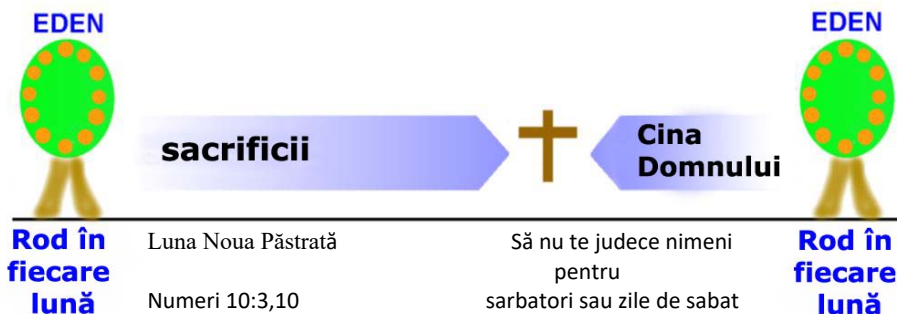 EDEN
EDEN
sacrificii
Cina
Domnului
Rod în
fiecare
lună
Luna Noua Păstrată
Numeri 10:3,10
Să nu te judece nimeni
pentru
sarbatori sau zile de sabat
Rod în
fiecare
lună